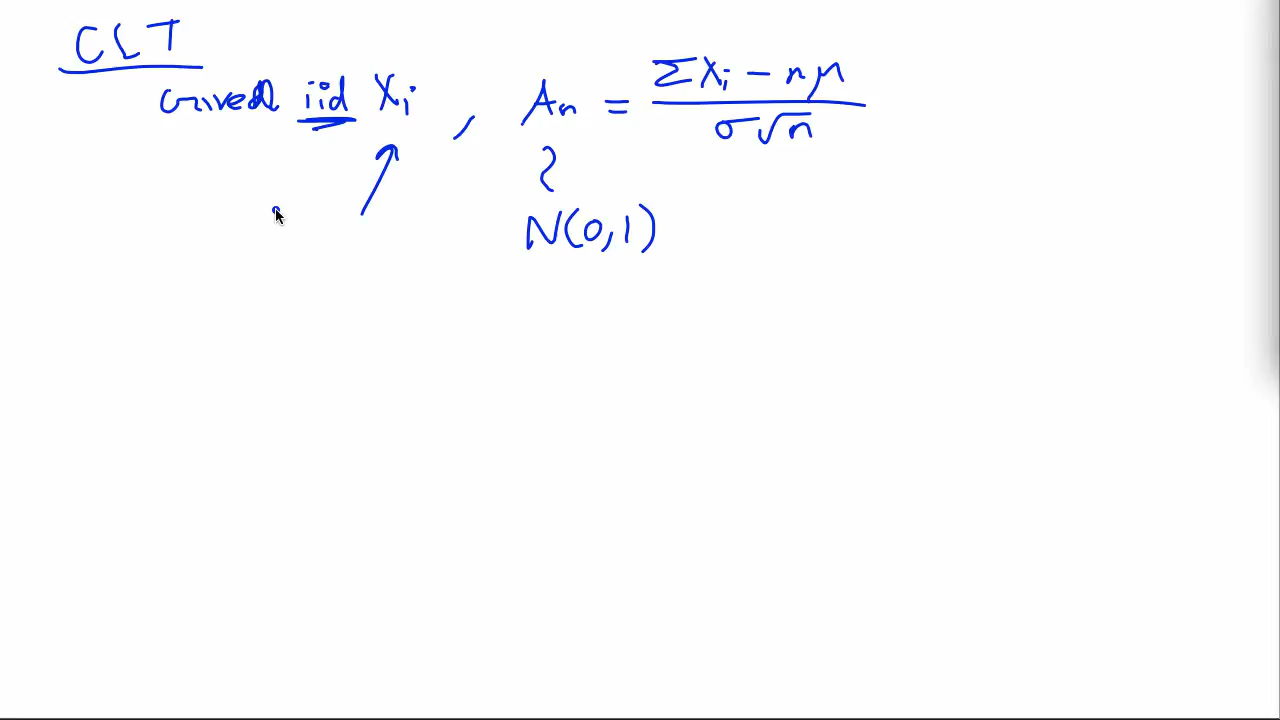 CLT
Given iid Xi , An = (ΣXi - nμ) / (σ√n)
~
N(0,1)